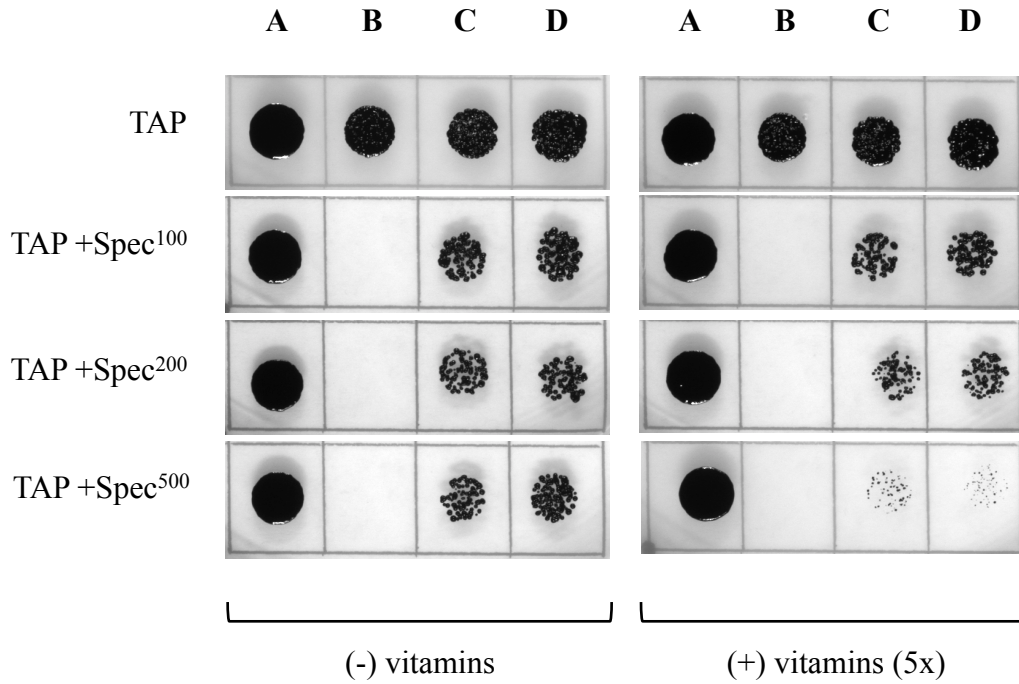 A B C D A B C D
TAP
TAP +Spec¹⁰⁰
TAP +Spec²⁰⁰
TAP +Spec⁵⁰⁰
(-) vitamins (+) vitamins (5x)